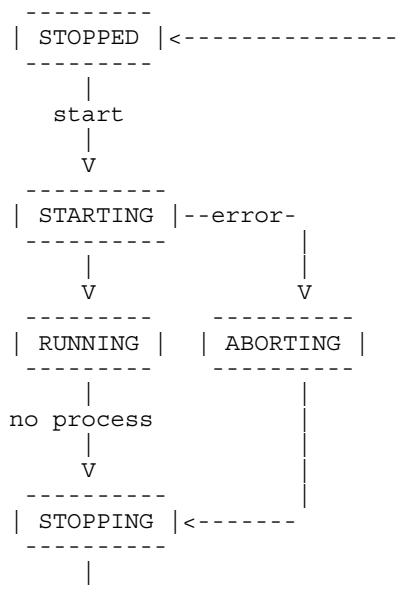 ---------
| STOPPED |<---------------
---------
|
start
|
V
----------
| STARTING |--error-
---------- |
| |
V V
--------- ----------
| RUNNING | | ABORTING |
--------- ----------
| |
no process |
| |
V |
---------- |
| STOPPING |<-------
----------
|